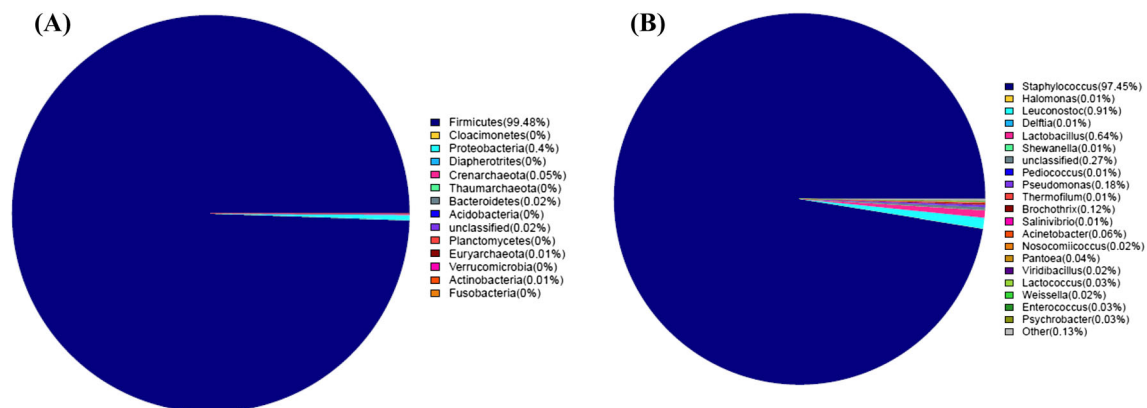 (A)
Firmicutes(99.48%)
Cloacimonetes(0%)
Proteobacteria(0.4%)
Diapherotrites(0%)
Crenarchaeota(0.05%)
Thaumarchaeota(0%)
Bacteroidetes(0.02%)
Acidobacteria(0%)
unclassified(0.02%)
Planctomycetes(0%)
Euryarchaeota(0.01%)
Verrucomicrobia(0%)
Actinobacteria(0.01%)
Fusobacteria(0%)
(B)
Staphylococcus(97.45%)
Halomonas(0.01%)
Leuconostoc(0.91%)
Delftia(0.01%)
Lactobacillus(0.64%)
Shewanella(0.01%)
unclassified(0.27%)
Pediococcus(0.01%)
Pseudomonas(0.18%)
Thermofilum(0.01%)
Brochothrix(0.12%)
Salinivibrio(0.01%)
Acinetobacter(0.06%)
Nosocomiicoccus(0.02%)
Pantoea(0.04%)
Viridibacillus(0.02%)
Lactococcus(0.03%)
Weissella(0.02%)
Enterococcus(0.03%)
Psychrobacter(0.03%)
Other(0.13%)